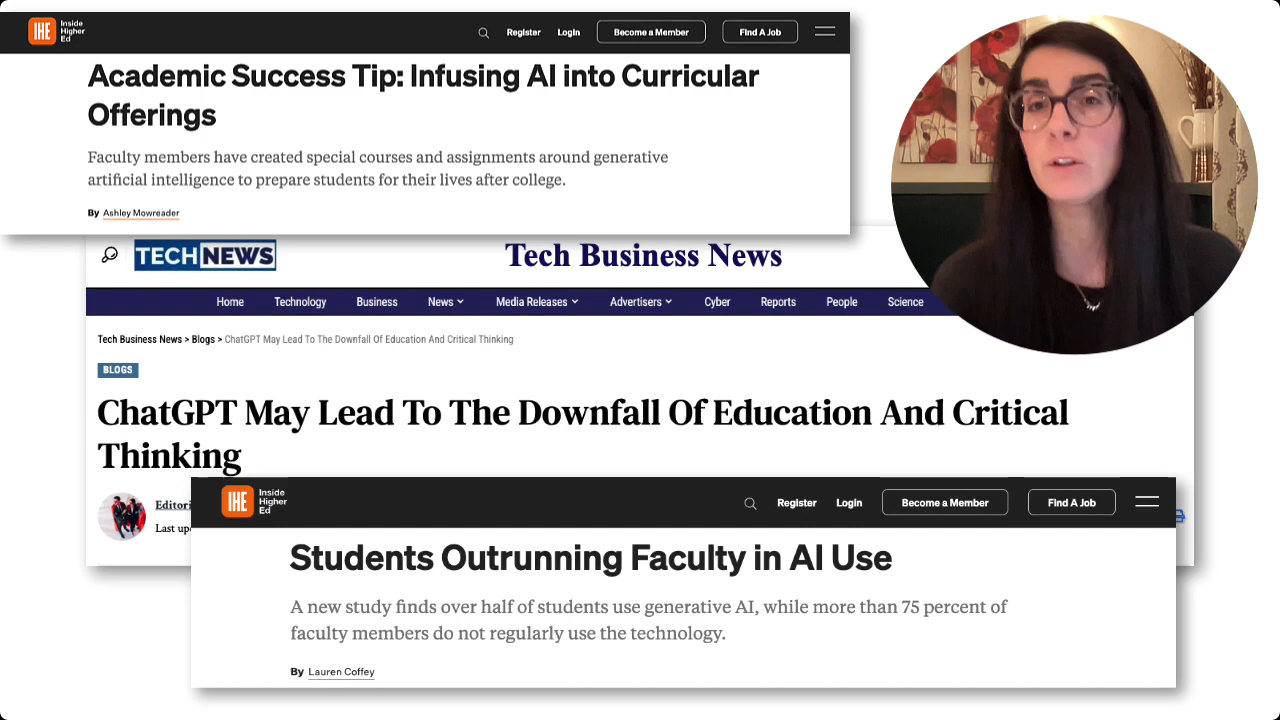 IHE Inside Higher Ed
Register Login Become a Member Find A Job
Academic Success Tip: Infusing AI into Curricular
Offerings
Faculty members have created special courses and assignments around generative
artificial intelligence to prepare students for their lives after college.
By Ashley Mowreader
TECH NEWS Tech Business News
Home Technology Business News Media Releases Advertisers Cyber Reports People Science
Tech Business News > Blogs > ChatGPT May Lead To The Downfall Of Education And Critical Thinking
BLOGS
ChatGPT May Lead To The Downfall Of Education And Critical
Thinking
IHE Inside Higher Ed
Register Login Become a Member Find A Job
Students Outrunning Faculty in AI Use
A new study finds over half of students use generative AI, while more than 75 percent of
faculty members do not regularly use the technology.
By Lauren Coffey